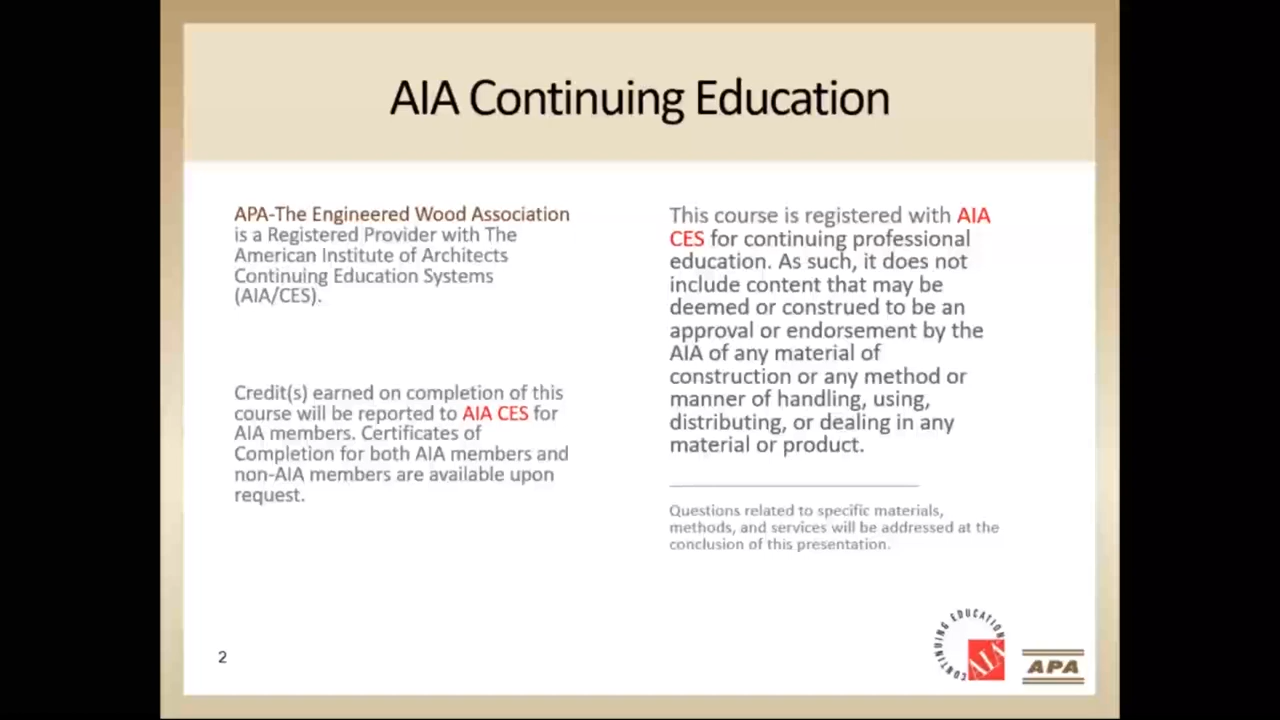 AIA Continuing Education
APA-The Engineered Wood Association
is a Registered Provider with The
American Institute of Architects
Continuing Education Systems
(AIA/CES).
Credit(s) earned on completion of this
course will be reported to AIA CES for
AIA members. Certificates of
Completion for both AIA members and
non-AIA members are available upon
request.
This course is registered with AIA
CES for continuing professional
education. As such, it does not
include content that may be
deemed or construed to be an
approval or endorsement by the
AIA of any material of
construction or any method or
manner of handling, using,
distributing, or dealing in any
material or product.
Questions related to specific materials,
methods, and services will be addressed at the
conclusion of this presentation.
2
CONTINUING EDUCATION
AIA
APA